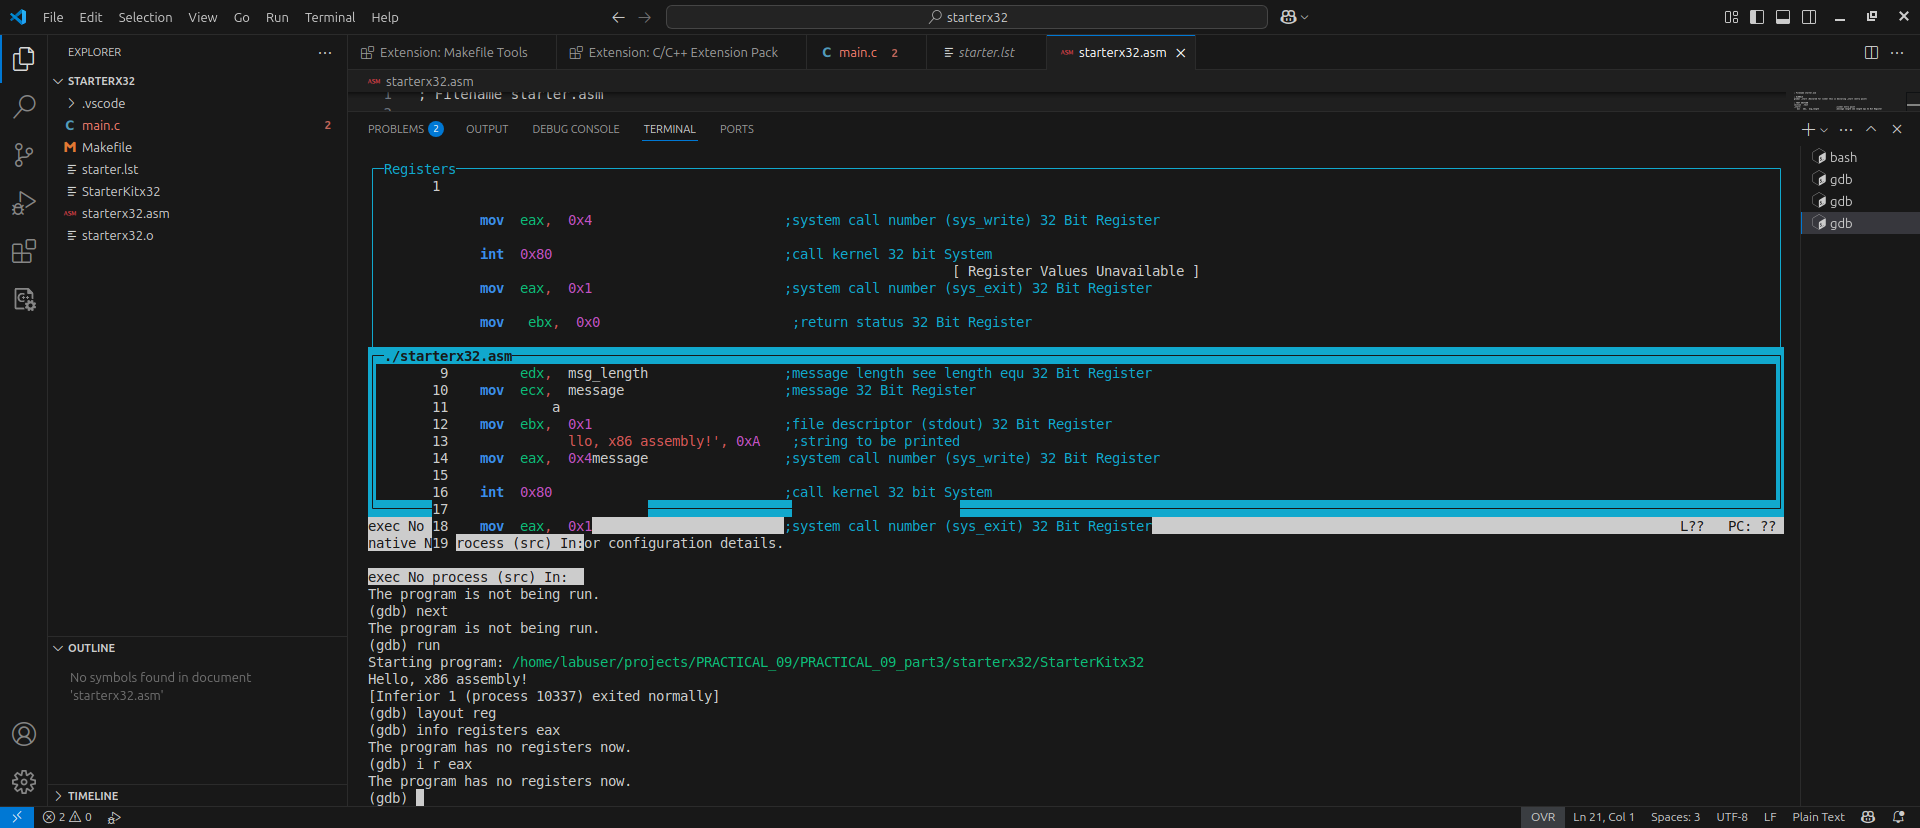 File Edit Selection View Go Run Terminal Help
starterx32
EXPLORER
STARTERX32
.vscode
main.c 2
Makefile
starter.lst
StarterKitx32
starterx32.asm
starterx32.o
OUTLINE
No symbols found in document
'starterx32.asm'
TIMELINE
Extension: Makefile Tools
Extension: C/C++ Extension Pack
main.c 2
starter.lst
starterx32.asm
starterx32.asm
1 ; Filename starter.asm
2
PROBLEMS 2 OUTPUT DEBUG CONSOLE TERMINAL PORTS
Registers
1
mov eax, 0x4 ;system call number (sys_write) 32 Bit Register
int 0x80 ;call kernel 32 bit System
[ Register Values Unavailable ]
mov eax, 0x1 ;system call number (sys_exit) 32 Bit Register
mov ebx, 0x0 ;return status 32 Bit Register
./starterx32.asm
9 edx, msg_length ;message length see length equ 32 Bit Register
10 mov ecx, message ;message 32 Bit Register
11 a
12 mov ebx, 0x1 ;file descriptor (stdout) 32 Bit Register
13 llo, x86 assembly!', 0xA ;string to be printed
14 mov eax, 0x4message ;system call number (sys_write) 32 Bit Register
15
16 int 0x80 ;call kernel 32 bit System
17
exec No 18 mov eax, 0x1 ;system call number (sys_exit) 32 Bit Register L?? PC: ??
native N19 rocess (src) In:or configuration details.
exec No process (src) In:
The program is not being run.
(gdb) next
The program is not being run.
(gdb) run
Starting program: /home/labuser/projects/PRACTICAL_09/PRACTICAL_09_part3/starterx32/StarterKitx32
Hello, x86 assembly!
[Inferior 1 (process 10337) exited normally]
(gdb) layout reg
(gdb) info registers eax
The program has no registers now.
(gdb) i r eax
The program has no registers now.
(gdb)
bash
gdb
gdb
gdb
2 0
OVR Ln 21, Col 1 Spaces: 3 UTF-8 LF Plain Text